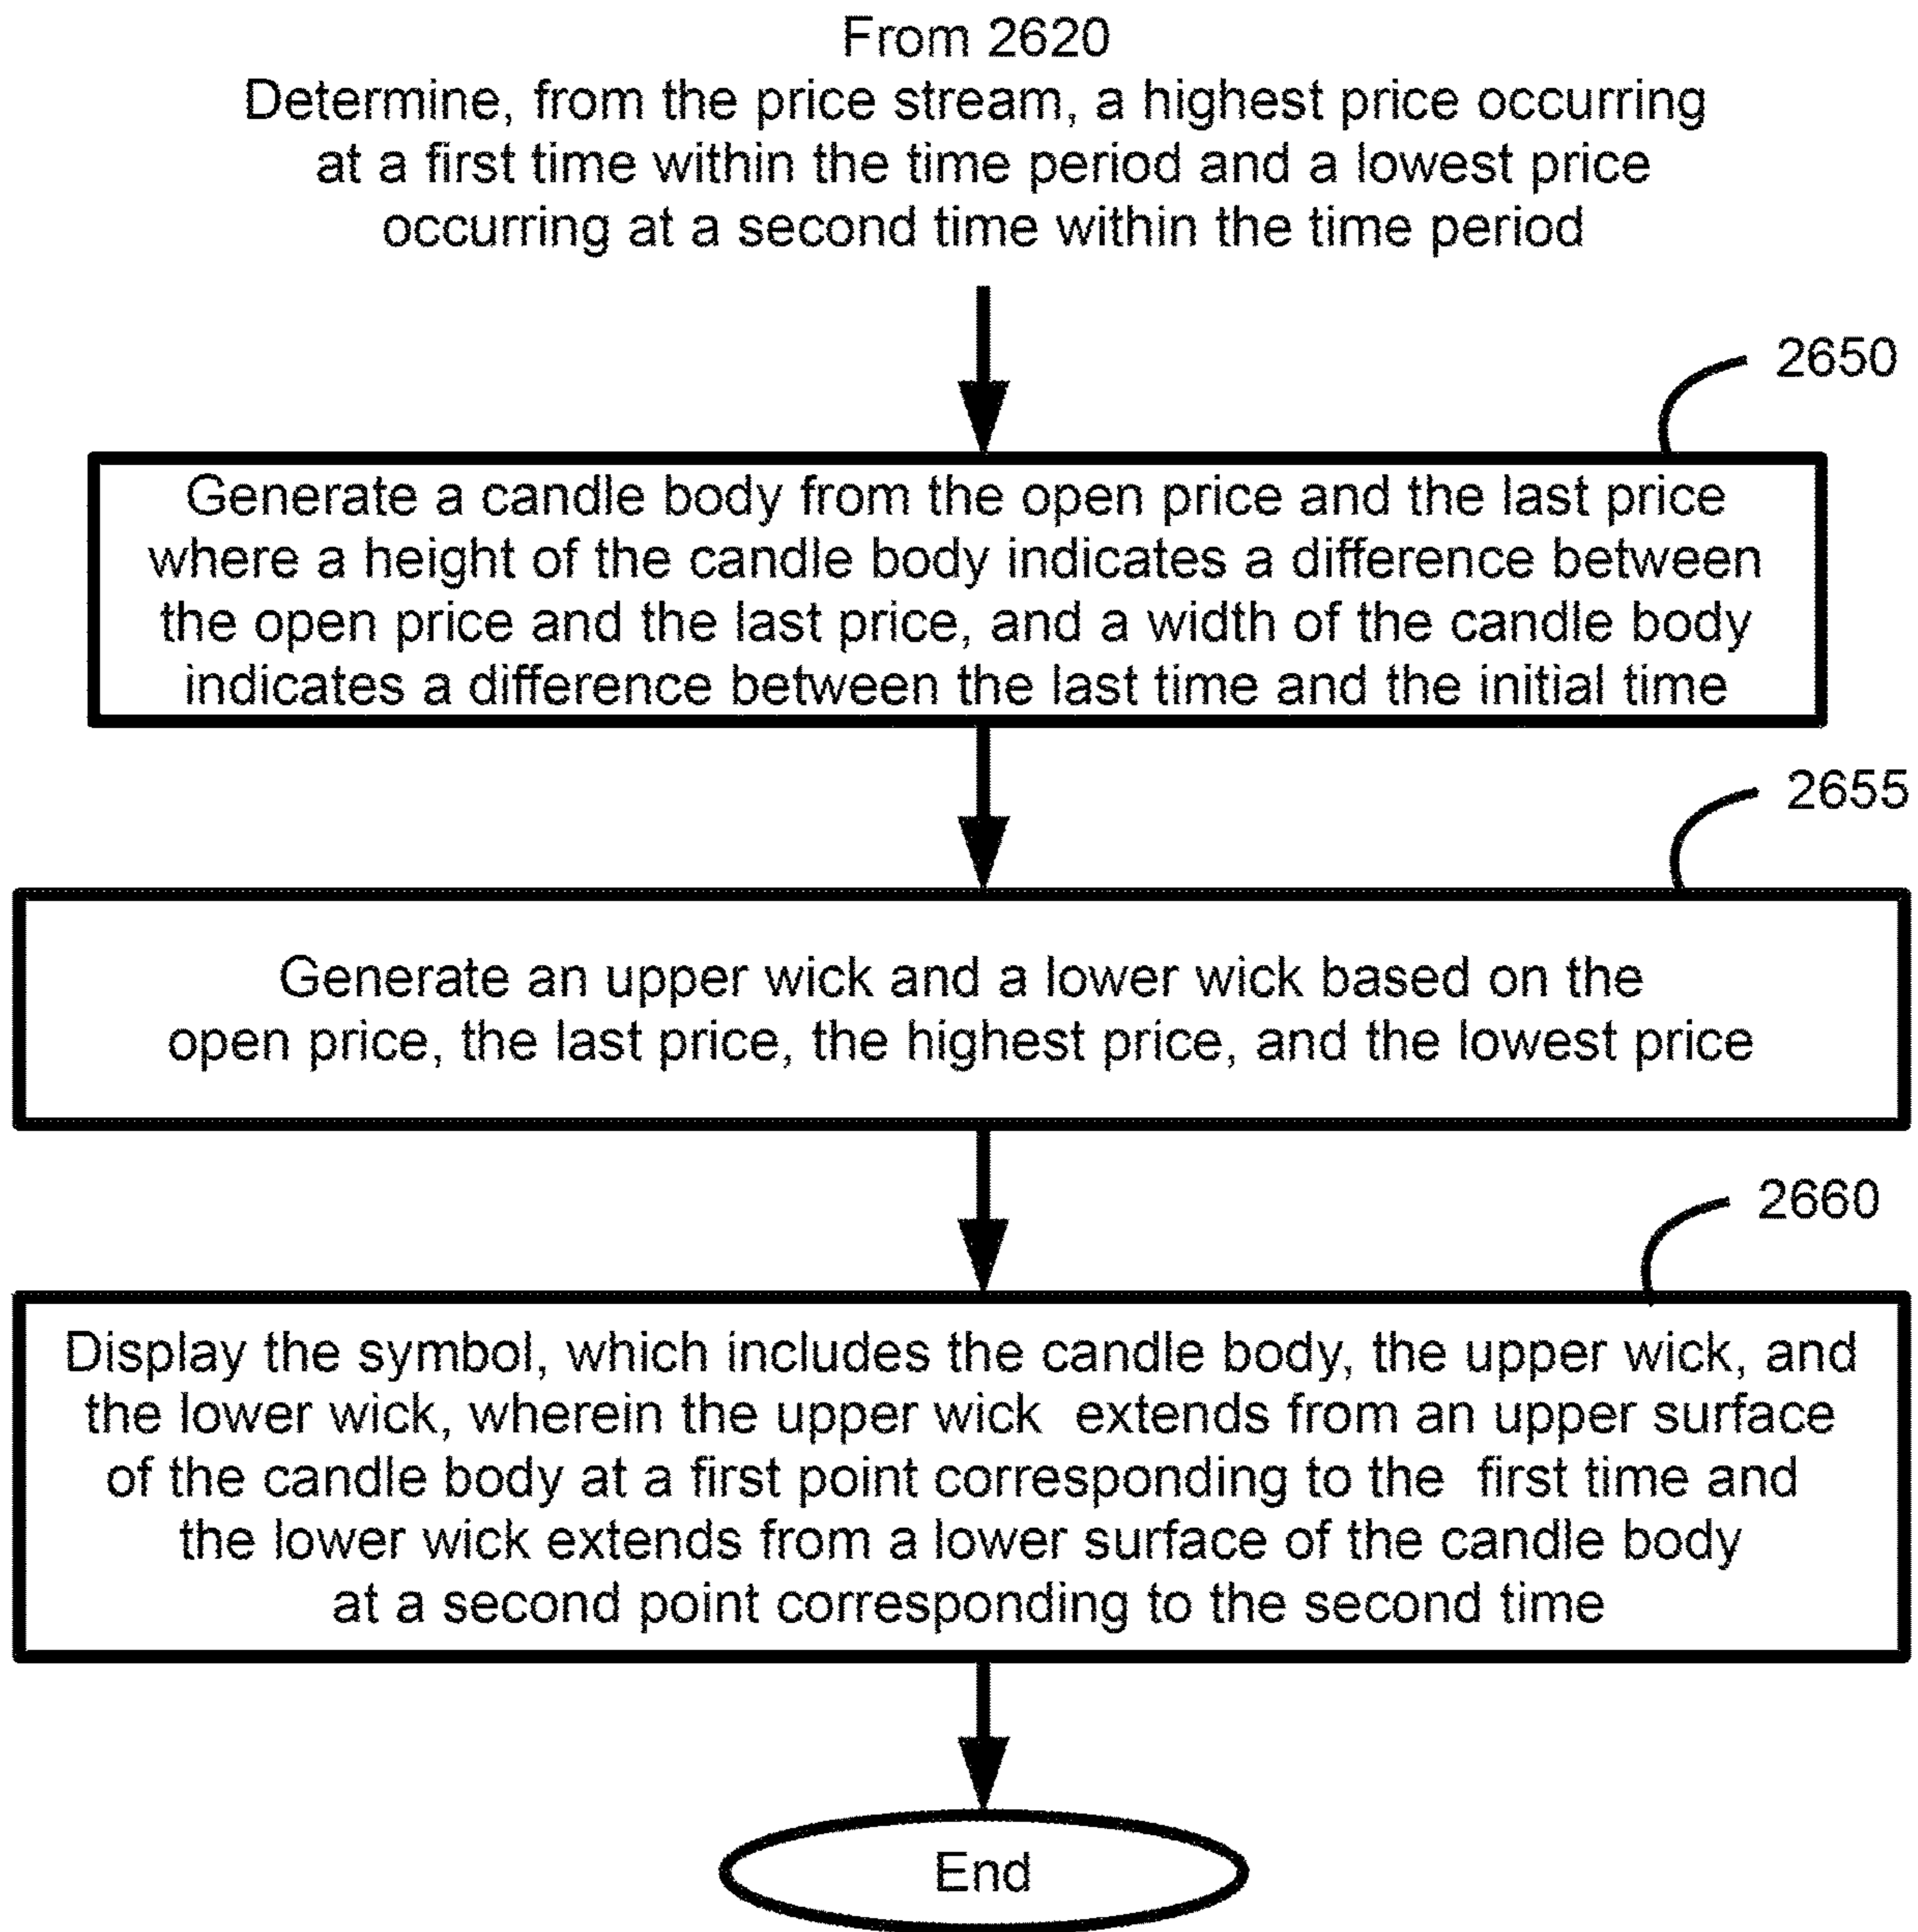 From 2620
Determine, from the price stream, a highest price occurring
at a first time within the time period and a lowest price
occurring at a second time within the time period
2650
Generate a candle body from the open price and the last price
where a height of the candle body indicates a difference between
the open price and the last price, and a width of the candle body
indicates a difference between the last time and the initial time
2655
Generate an upper wick and a lower wick based on the
open price, the last price, the highest price, and the lowest price
2660
Display the symbol, which includes the candle body, the upper wick, and
the lower wick, wherein the upper wick extends from an upper surface
of the candle body at a first point corresponding to the first time and
the lower wick extends from a lower surface of the candle body
at a second point corresponding to the second time
End